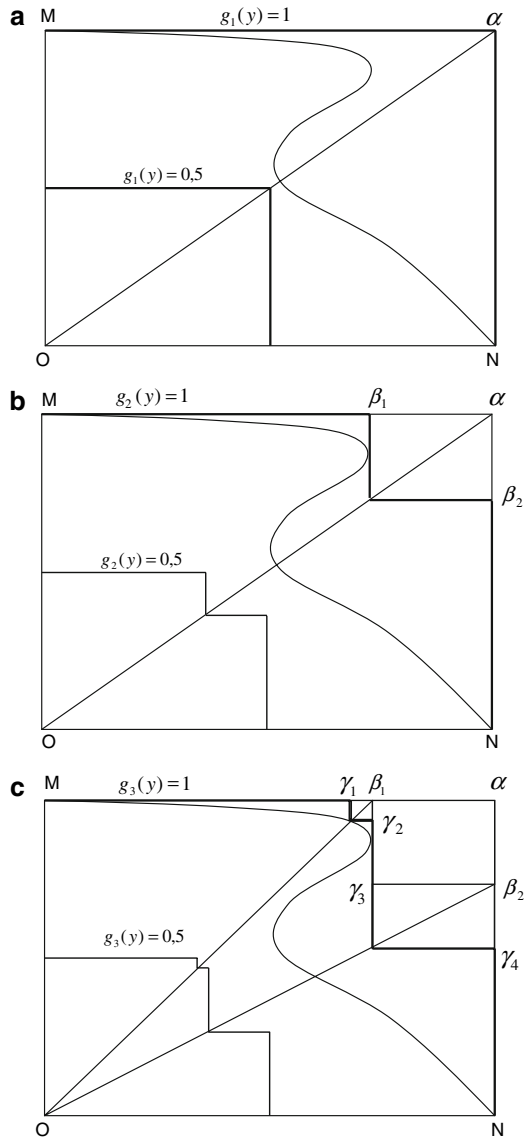 a
M g₁(y) = 1 α
g₁(y) = 0,5
O N
b
M g₂(y) = 1 β₁ α
β₂
g₂(y) = 0,5
O N
c
M g₃(y) = 1 γ₁ β₁ α
γ₂
γ₃ β₂
g₃(y) = 0,5
γ₄
O N